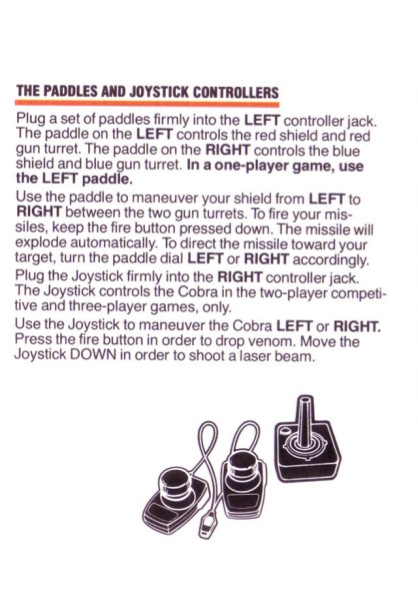 THE PADDLES AND JOYSTICK CONTROLLERS
Plug a set of paddles firmly into the LEFT controller jack.
The paddle on the LEFT controls the red shield and red
gun turret. The paddle on the RIGHT controls the blue
shield and blue gun turret. In a one-player game, use
the LEFT paddle.
Use the paddle to maneuver your shield from LEFT to
RIGHT between the two gun turrets. To fire your mis-
siles, keep the fire button pressed down. The missile will
explode automatically. To direct the missile toward your
target, turn the paddle dial LEFT or RIGHT accordingly.
Plug the Joystick firmly into the RIGHT controller jack.
The Joystick controls the Cobra in the two-player competi-
tive and three-player games, only.
Use the Joystick to maneuver the Cobra LEFT or RIGHT.
Press the fire button in order to drop venom. Move the
Joystick DOWN in order to shoot a laser beam.